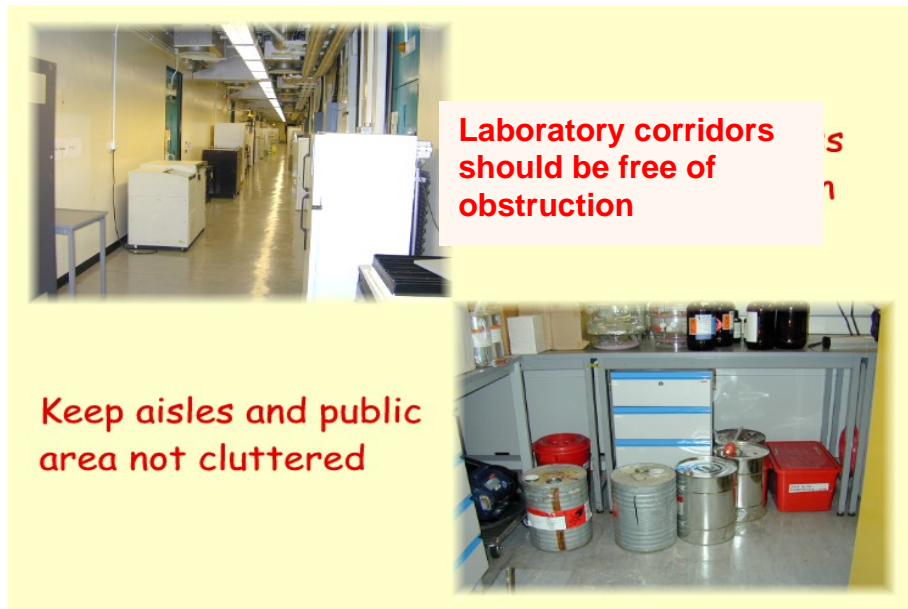 Laboratory corridors
should be free of
obstruction
Keep aisles and public
area not cluttered